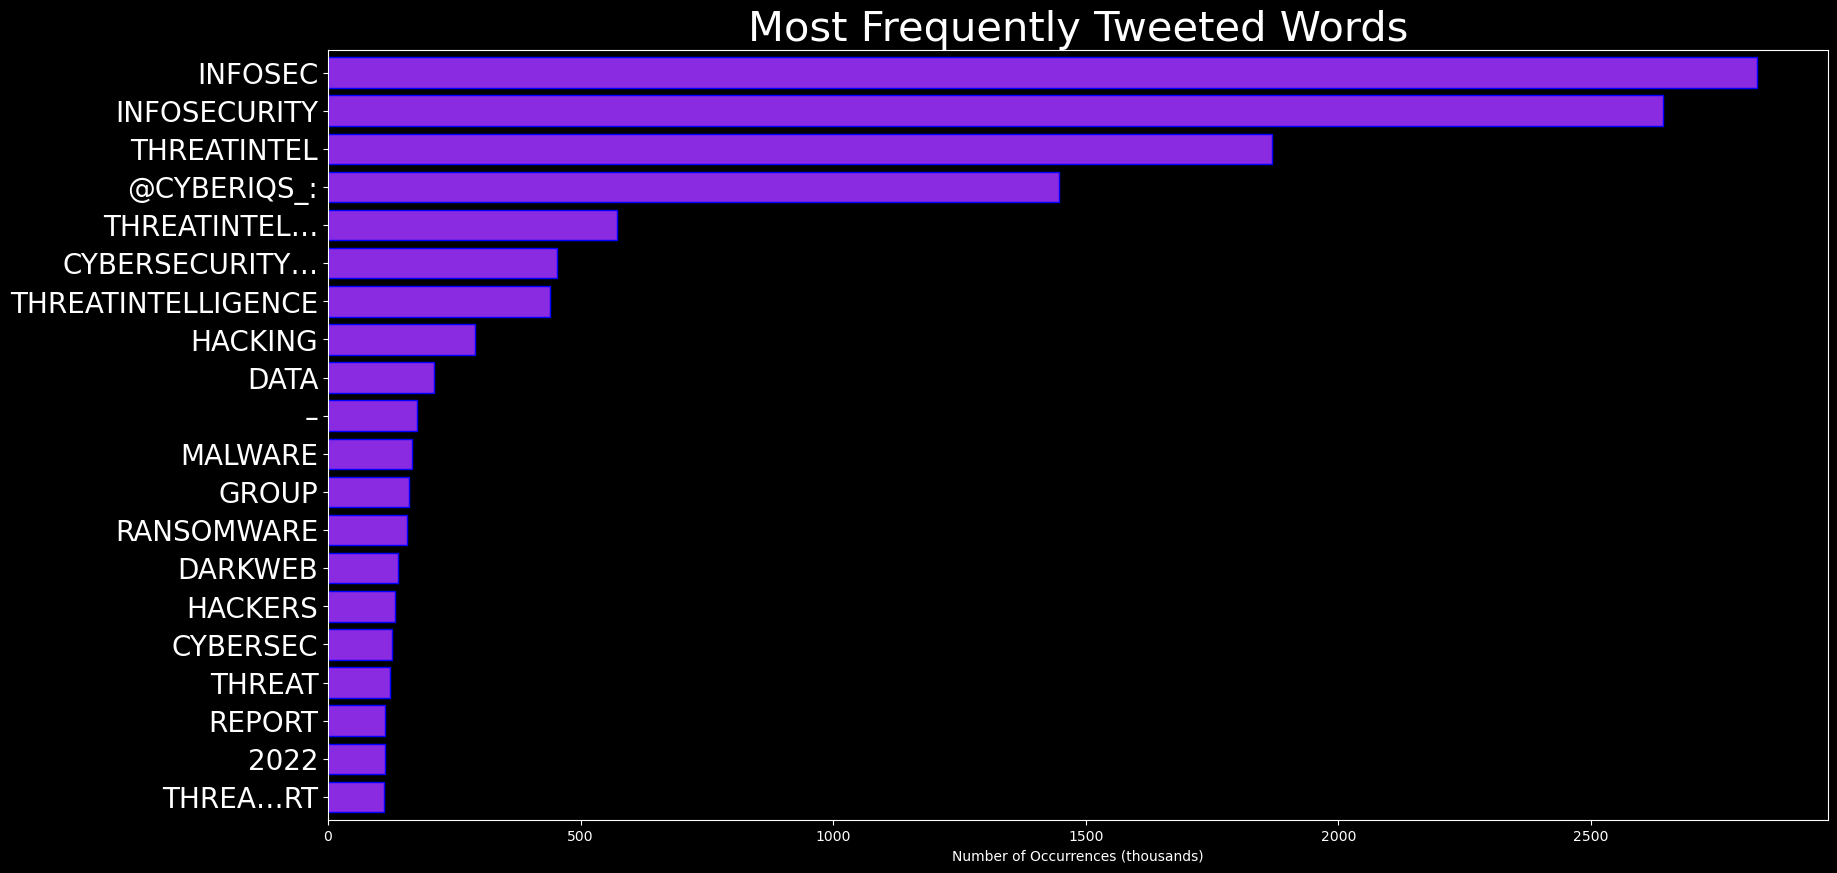 Most Frequently Tweeted Words
INFOSEC
INFOSECURITY
THREATINTEL
@CYBERIQS_:
THREATINTEL…
CYBERSECURITY…
THREATINTELLIGENCE
HACKING
DATA
–
MALWARE
GROUP
RANSOMWARE
DARKWEB
HACKERS
CYBERSEC
THREAT
REPORT
2022
THREA…RT
0 500 1000 1500 2000 2500
Number of Occurrences (thousands)